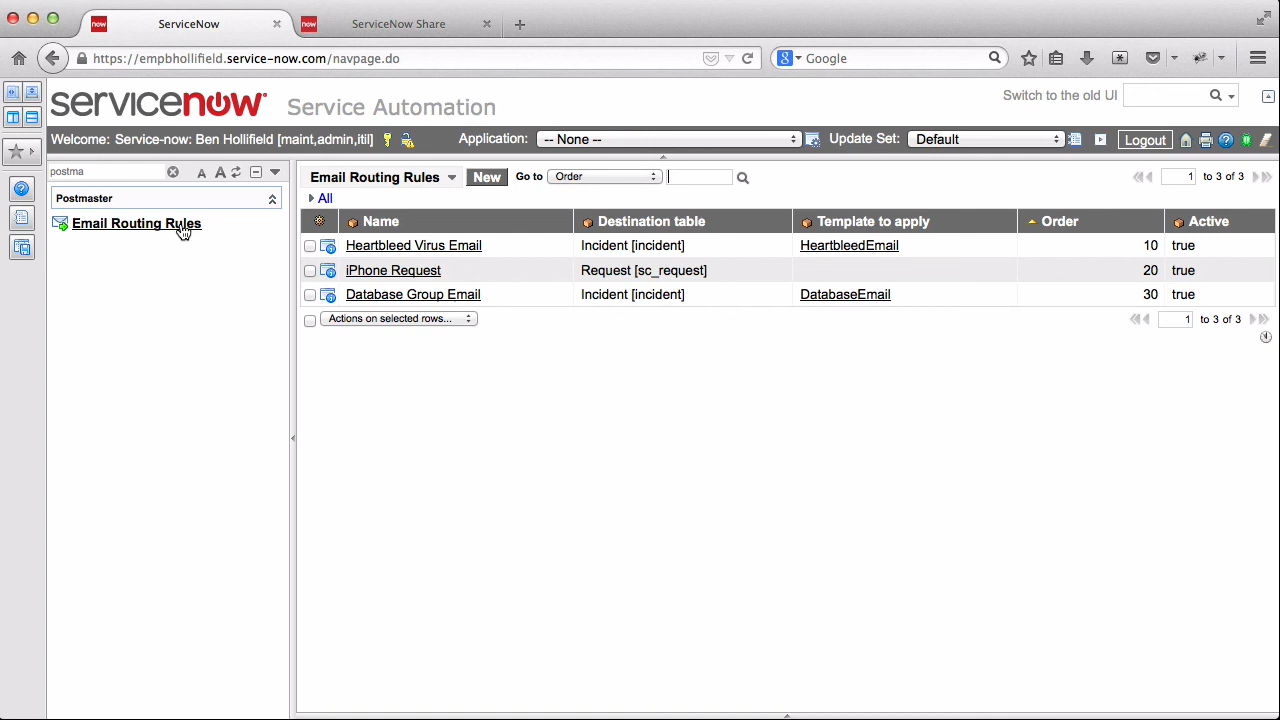 ServiceNow
ServiceNow Share
https://empbhollifield.service-now.com/navpage.do
Google
servicenow Service Automation
Switch to the old UI
Welcome: Service-now: Ben Hollifield [maint,admin,itil]
Application: -- None -- Update Set: Default Logout
postma
Postmaster
Email Routing Rules
Email Routing Rules New Go to Order 1 to 3 of 3
All
Name Destination table Template to apply Order Active
Heartbleed Virus Email Incident [incident] HeartbleedEmail 10 true
iPhone Request Request [sc_request] 20 true
Database Group Email Incident [incident] DatabaseEmail 30 true
Actions on selected rows... 1 to 3 of 3